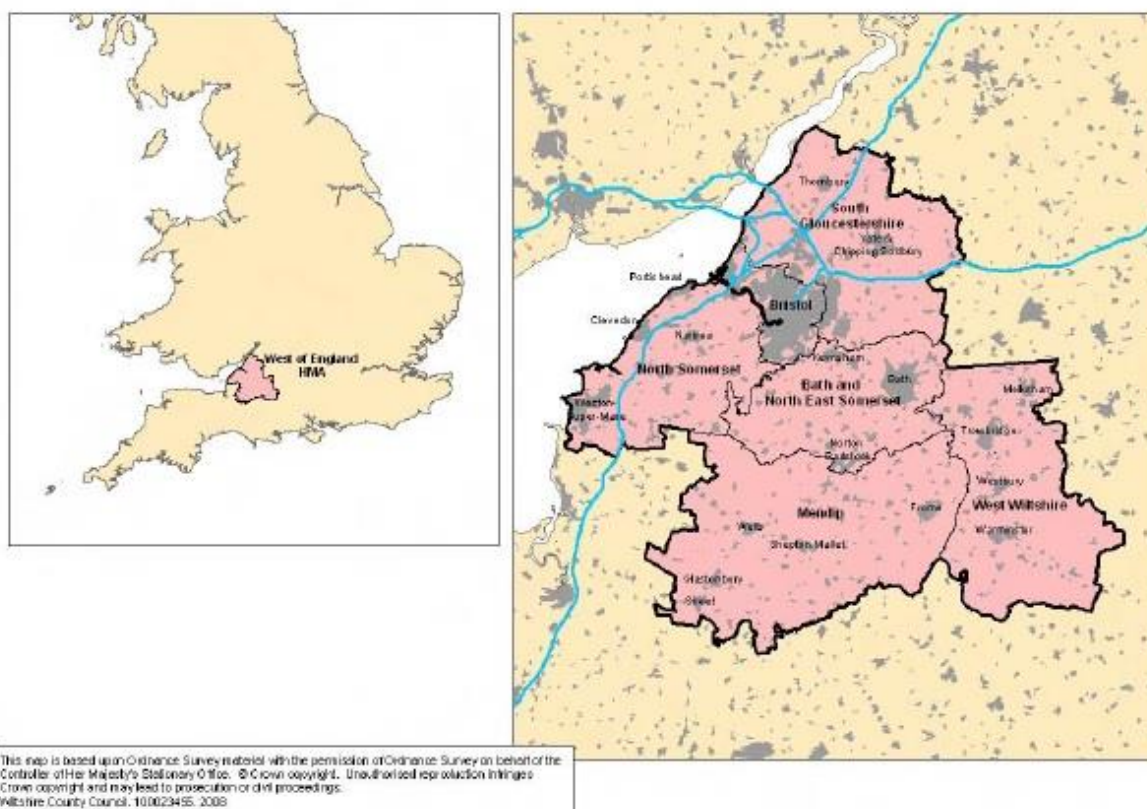 West of England
HMA
Thornbury
South
Gloucestershire
Yate &
Chipping Sodbury
Portishead
Bristol
Clevedon
Nailsea
Keynsham
North Somerset
Bath and
North East Somerset
Bath
Weston-
super-Mare
Melksham
Trowbridge
Norton
Radstock
Westbury
Mendip
Frome
West Wiltshire
Wells
Shepton Mallet
Warminster
Glastonbury
Street
This map is based upon Ordnance Survey material with the permission of Ordnance Survey on behalf of the
Controller of Her Majesty's Stationary Office. © Crown copyright. Unauthorised reproduction infringes
Crown copyright and may lead to prosecution or civil proceedings.
Wiltshire County Council. 100023455. 2008